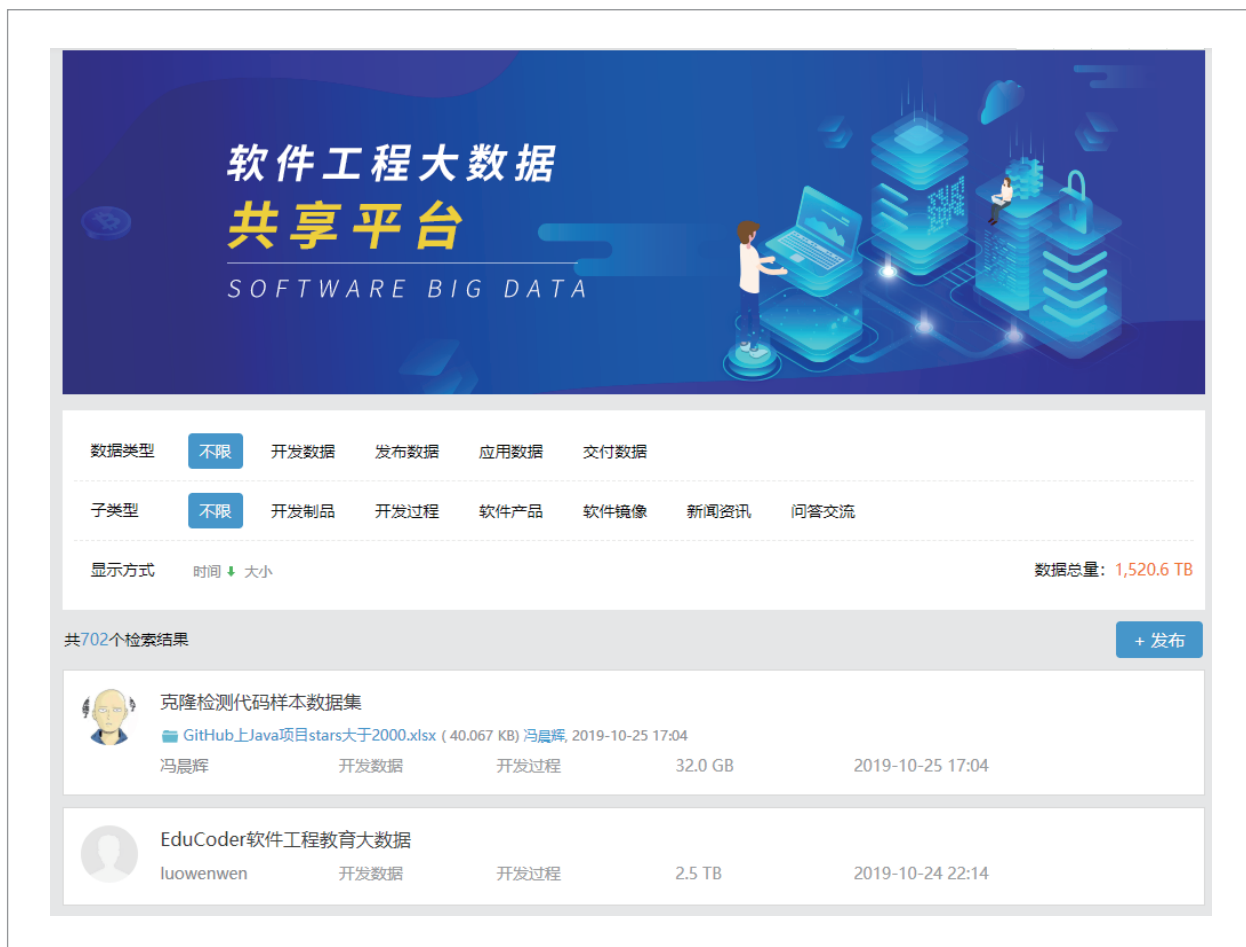 软件工程大数据
共享平台
SOFTWARE BIG DATA
数据类型 不限 开发数据 发布数据 应用数据 交付数据
子类型 不限 开发制品 开发过程 软件产品 软件镜像 新闻资讯 问答交流
显示方式 时间 大小 数据总量：1,520.6 TB
共702个检索结果 + 发布
克隆检测代码样本数据集
GitHub上Java项目stars大于2000.xlsx ( 40.067 KB) 冯晨辉, 2019-10-25 17:04
冯晨辉 开发数据 开发过程 32.0 GB 2019-10-25 17:04
EduCoder软件工程教育大数据
luowenwen 开发数据 开发过程 2.5 TB 2019-10-24 22:14